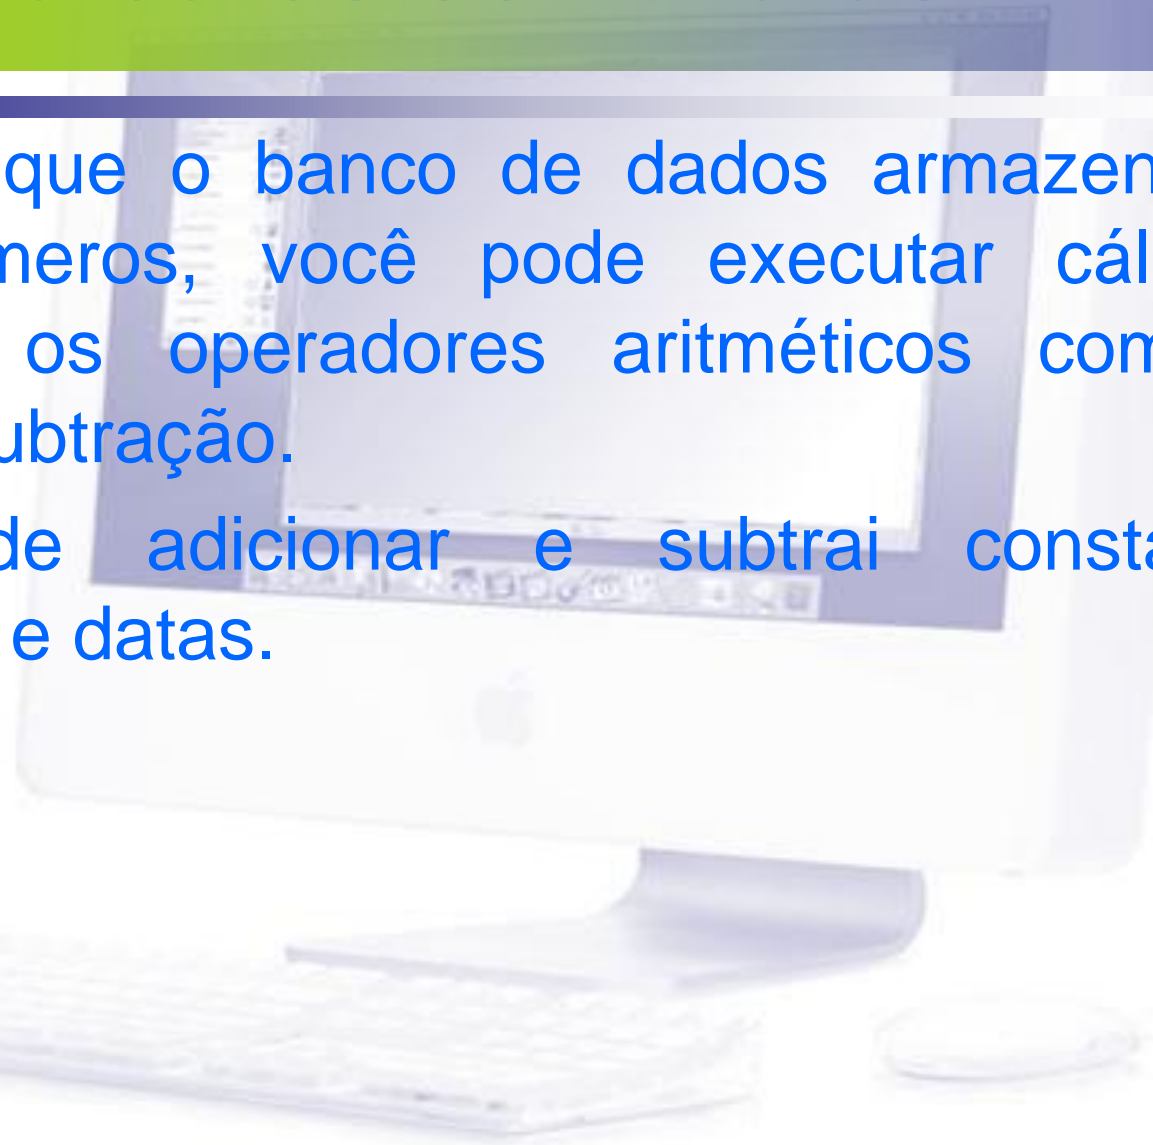 que o banco de dados armazen
meros, você pode executar cál
os operadores aritméticos com
ubtração.
de adicionar e subtrai consta
e datas.